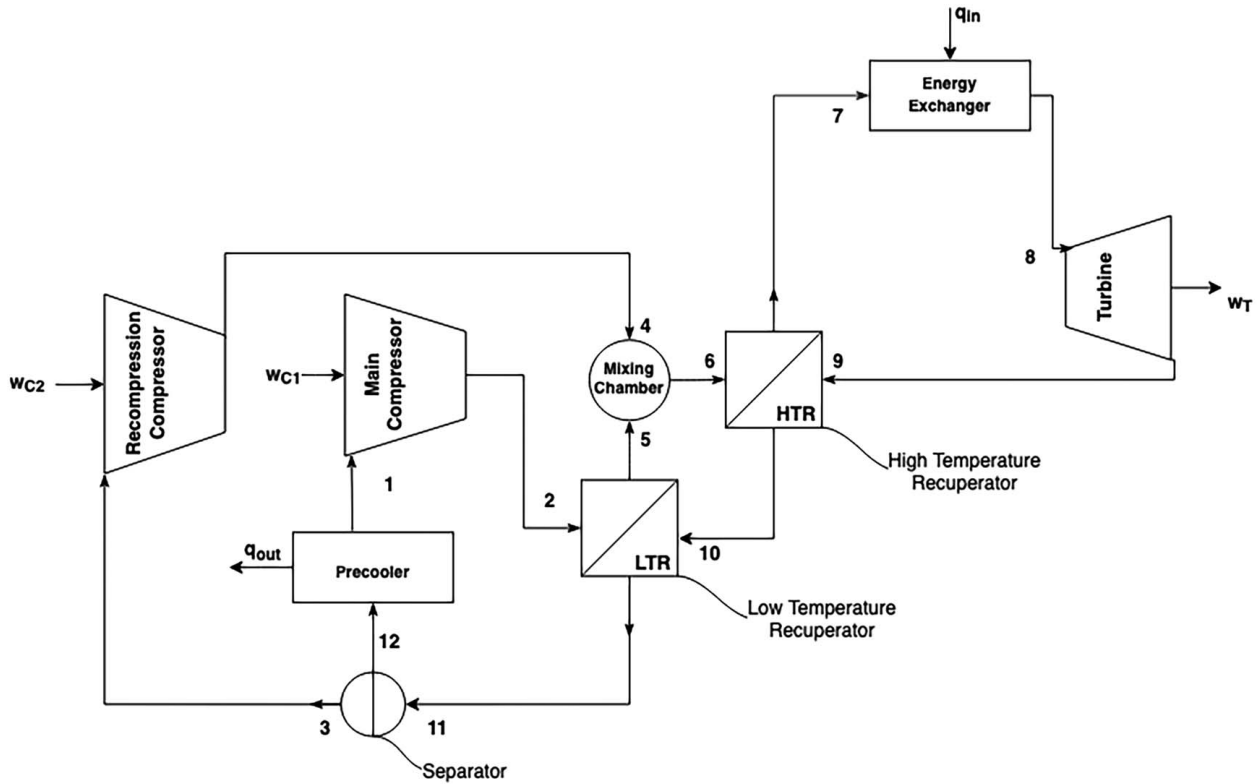 qin
Energy
Exchanger
7
8
Turbine
wT
Recompression
Compressor
wC2
Main
Compressor
wC1
4
Mixing
Chamber
6
9
HTR
5
High Temperature
Recuperator
1
2
qout
Precooler
10
LTR
Low Temperature
Recuperator
12
3
11
Separator